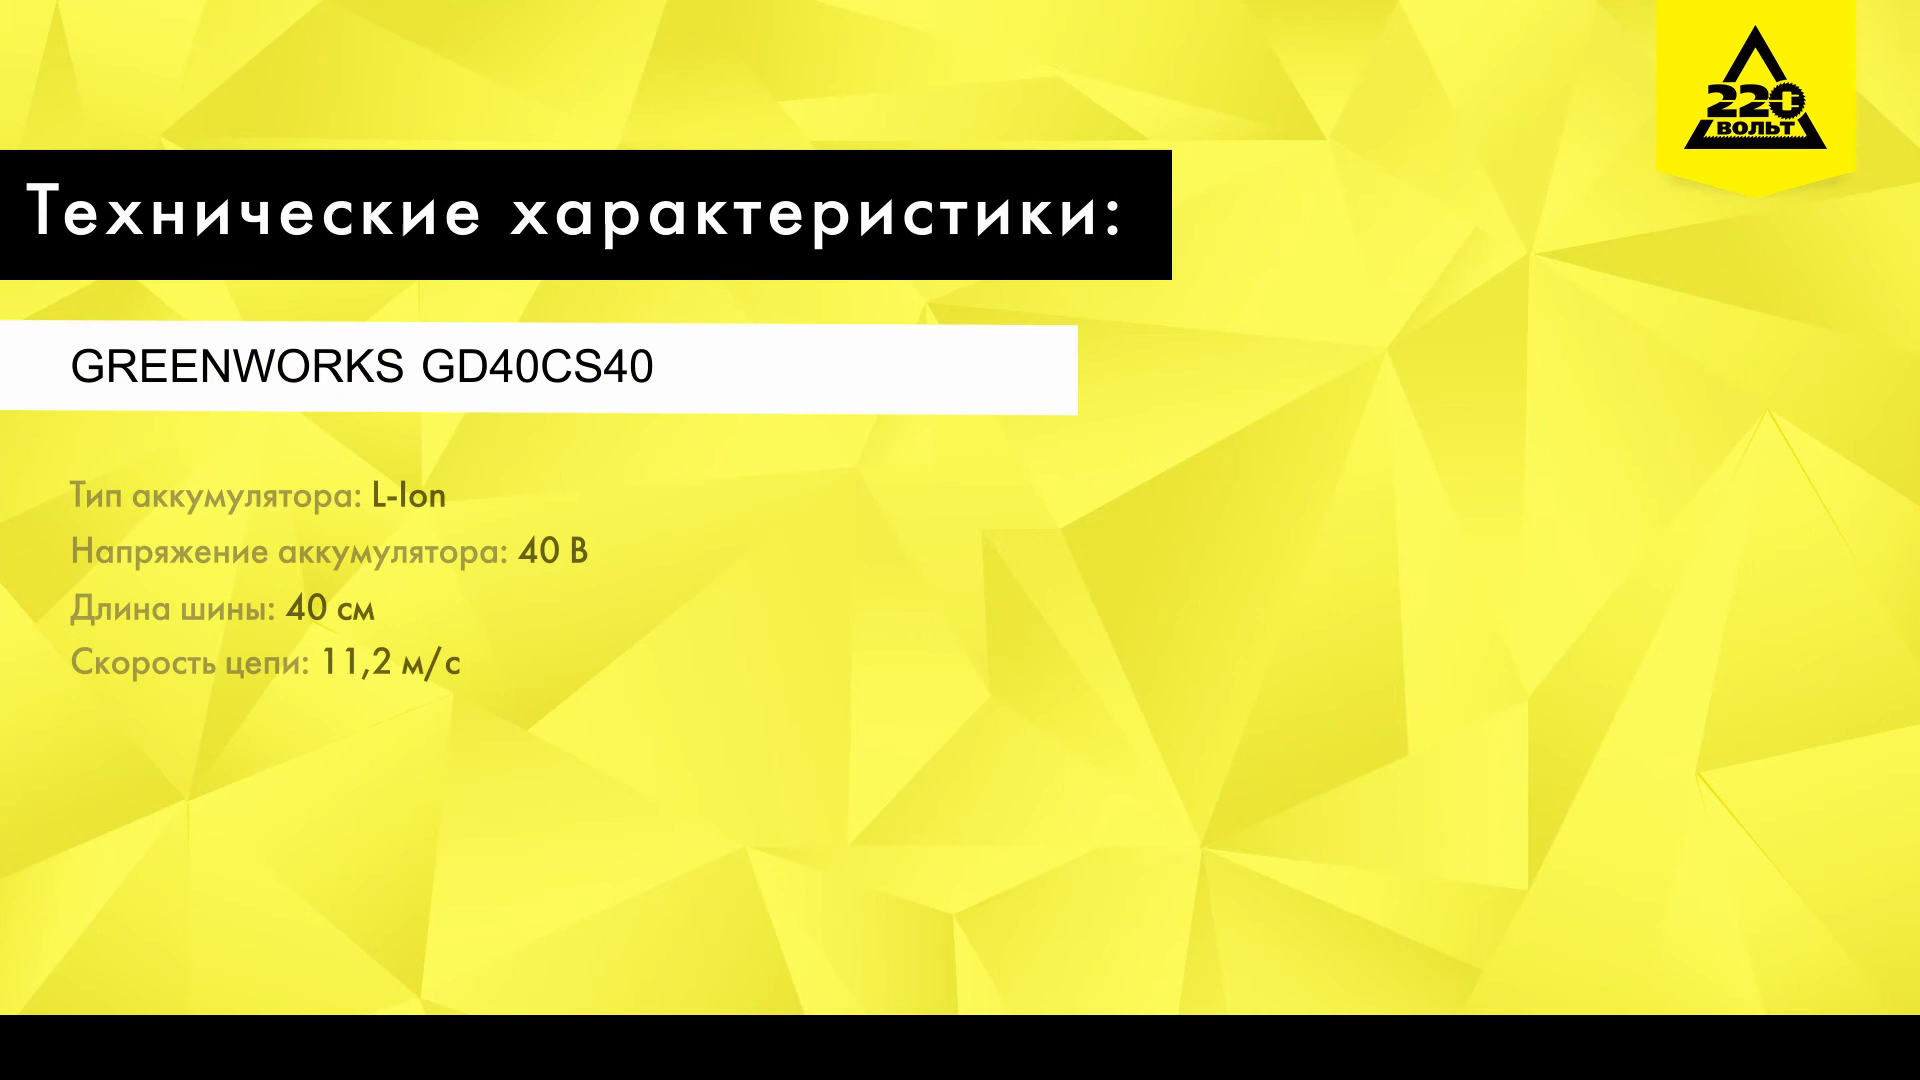 220
ВОЛЬТ
Технические характеристики:
GREENWORKS GD40CS40
Тип аккумулятора: L-Ion
Напряжение аккумулятора: 40 В
Длина шины: 40 см
Скорость цепи: 11,2 м/с